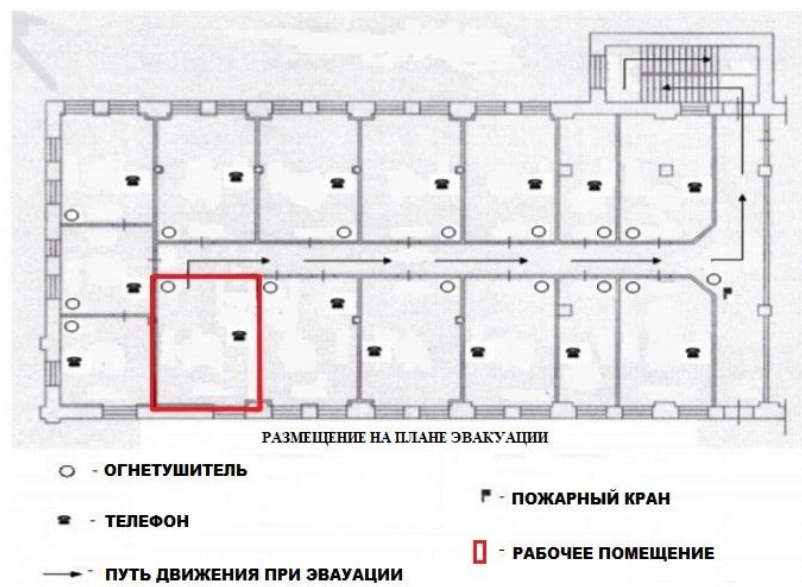 РАЗМЕЩЕНИЕ НА ПЛАНЕ ЭВАКУАЦИИ
- ОГНЕТУШИТЕЛЬ
- ПОЖАРНЫЙ КРАН
- ТЕЛЕФОН
- РАБОЧЕЕ ПОМЕЩЕНИЕ
- ПУТЬ ДВИЖЕНИЯ ПРИ ЭВАУАЦИИ